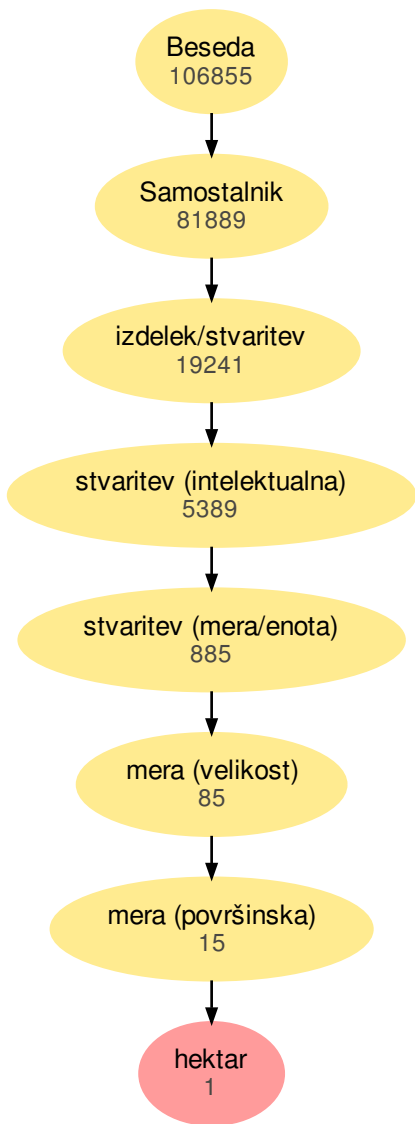 Beseda
106855
Samostalnik
81889
izdelek/stvaritev
19241
stvaritev (intelektualna)
5389
stvaritev (mera/enota)
885
mera (velikost)
85
mera (površinska)
15
hektar
1